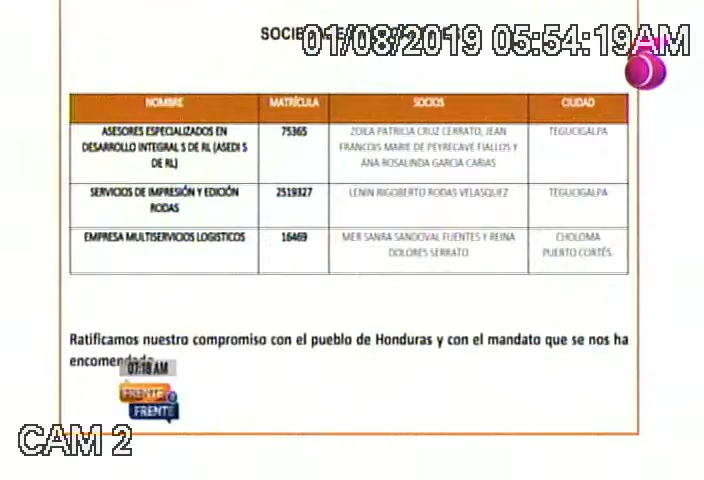 01/08/2019 05:54:19AM
NOMBRE MATRÍCULA SOCIOS CIUDAD
ASESORES ESPECIALIZADOS EN
DESARROLLO INTEGRAL S DE RL (ASEDI S
DE RL)
75365
ZOILA PATRICIA CRUZ CERRATO, JEAN
FRANCOIS MARIE DE PEYRECAVE FIALLOS Y
ANA ROSALINDA GARCIA CARIAS
TEGUCIGALPA
SERVICIOS DE IMPRESIÓN Y EDICIÓN
RODAS
2519327
LENIN RIGOBERTO RODAS VELASQUEZ
TEGUCIGALPA
EMPRESA MULTISERVICIOS LOGISTICOS
16469
MER SANRA SANDOVAL FUENTES Y REINA
DOLORES SERRATO
CHOLOMA
PUERTO CORTÉS
Ratificamos nuestro compromiso con el pueblo de Honduras y con el mandato que se nos ha
07:18 AM
FRENTE a
FRENTE
CAM 2